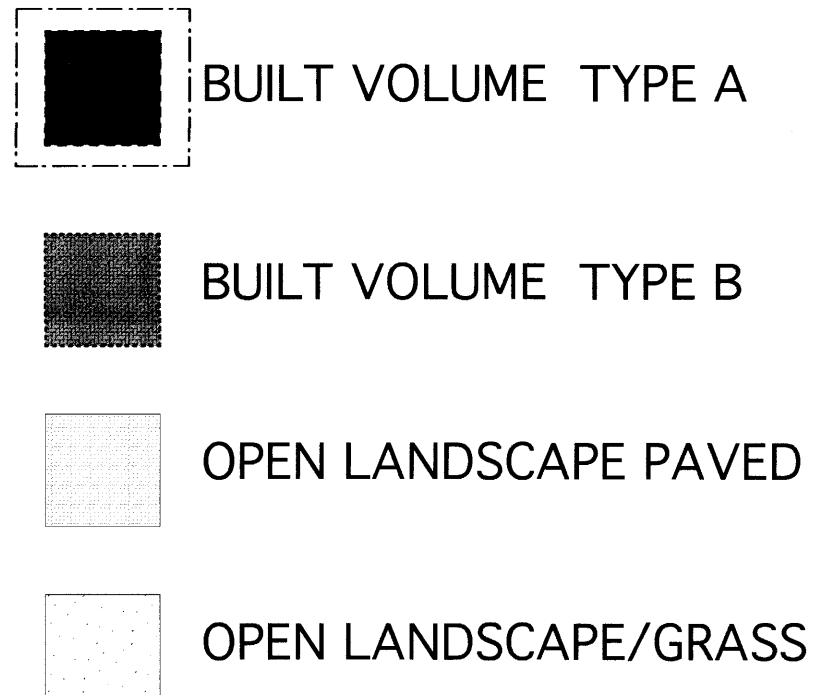 BUILT VOLUME TYPE A
BUILT VOLUME TYPE B
OPEN LANDSCAPE PAVED
OPEN LANDSCAPE/GRASS